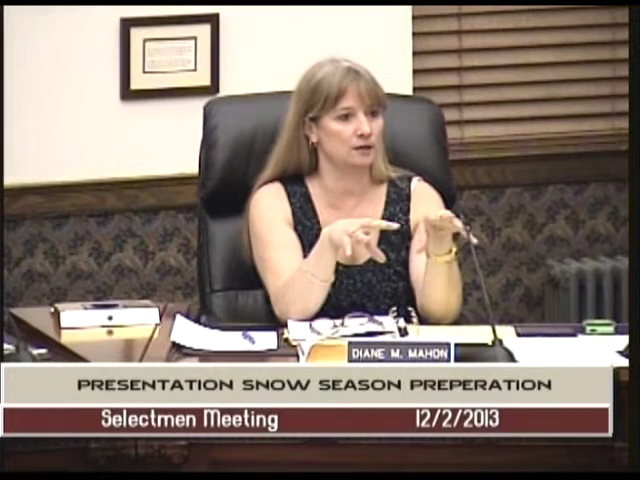 DIANE M. MAHON
PRESENTATION SNOW SEASON PREPERATION
Selectmen Meeting 12/2/2013